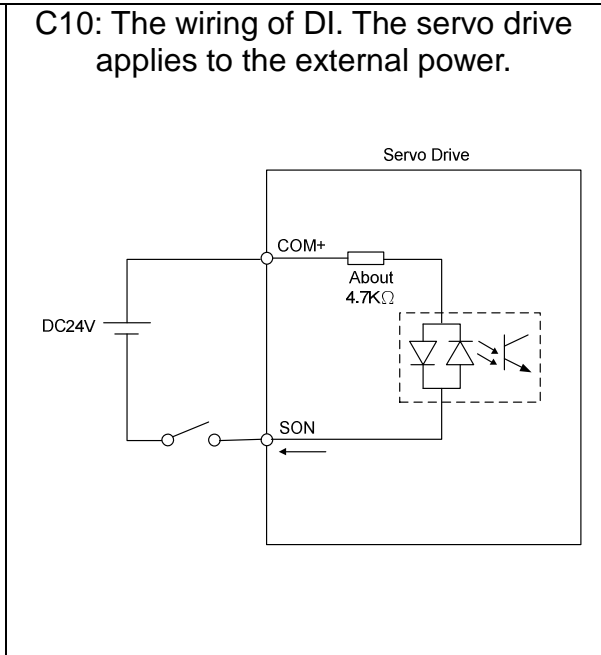 C10: The wiring of DI. The servo drive
applies to the external power.
Servo Drive
COM+
About
4.7KΩ
DC24V
SON